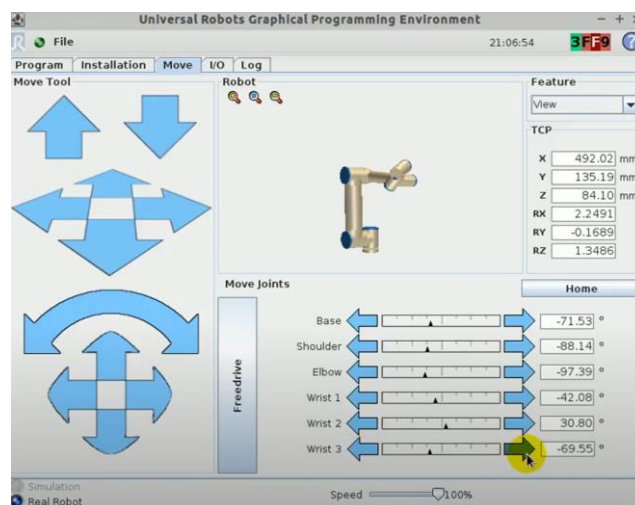 Universal Robots Graphical Programming Environment
File 21:06:54 3FF9 ?
Program Installation Move I/O Log
Move Tool
Robot
Feature
View
TCP
X 492.02 mm
Y 135.19 mm
Z 84.10 mm
RX 2.2491
RY -0.1689
RZ 1.3486
Move Joints
Home
Freedrive
Base -71.53 °
Shoulder -88.14 °
Elbow -97.39 °
Wrist 1 -42.08 °
Wrist 2 30.80 °
Wrist 3 -69.55 °
Simulation
Real Robot
Speed 100%